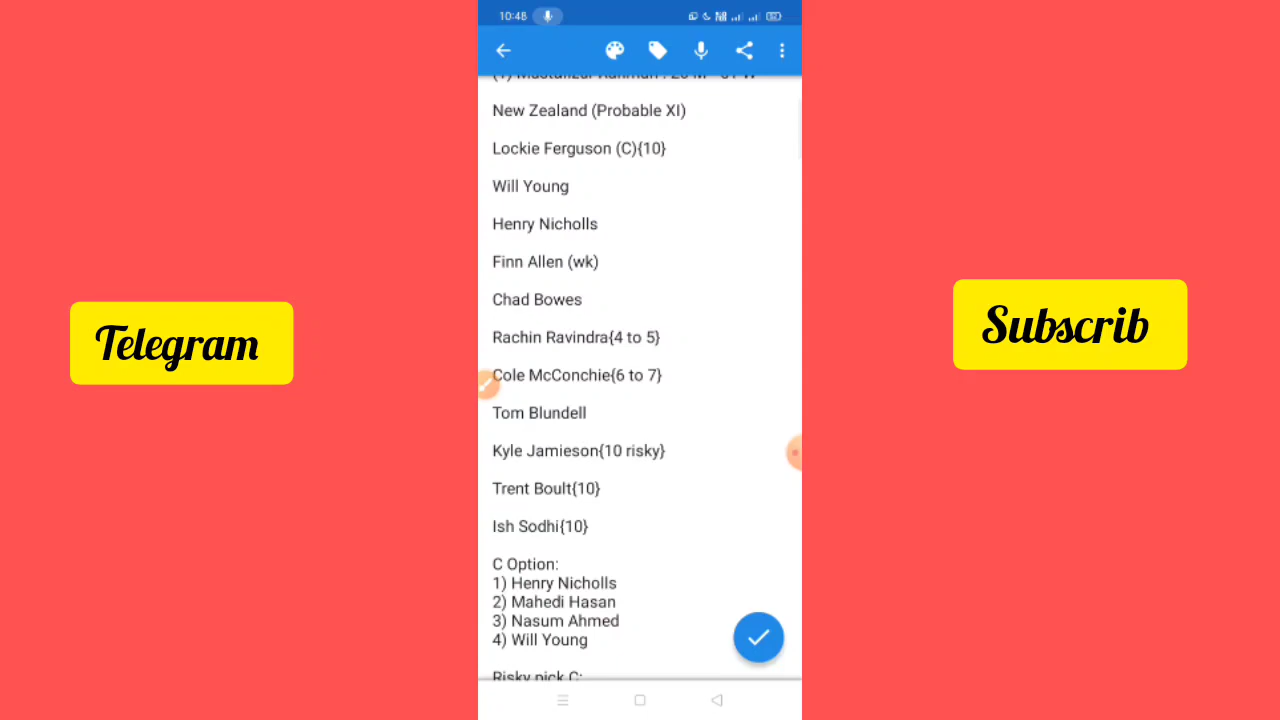 10:48
New Zealand (Probable XI)
Lockie Ferguson (C){10}
Will Young
Henry Nicholls
Finn Allen (wk)
Chad Bowes
Rachin Ravindra{4 to 5}
Cole McConchie{6 to 7}
Tom Blundell
Kyle Jamieson{10 risky}
Trent Boult{10}
Ish Sodhi{10}
C Option:
1) Henry Nicholls
2) Mahedi Hasan
3) Nasum Ahmed
4) Will Young
Risky pick C:
Telegram
Subscrib